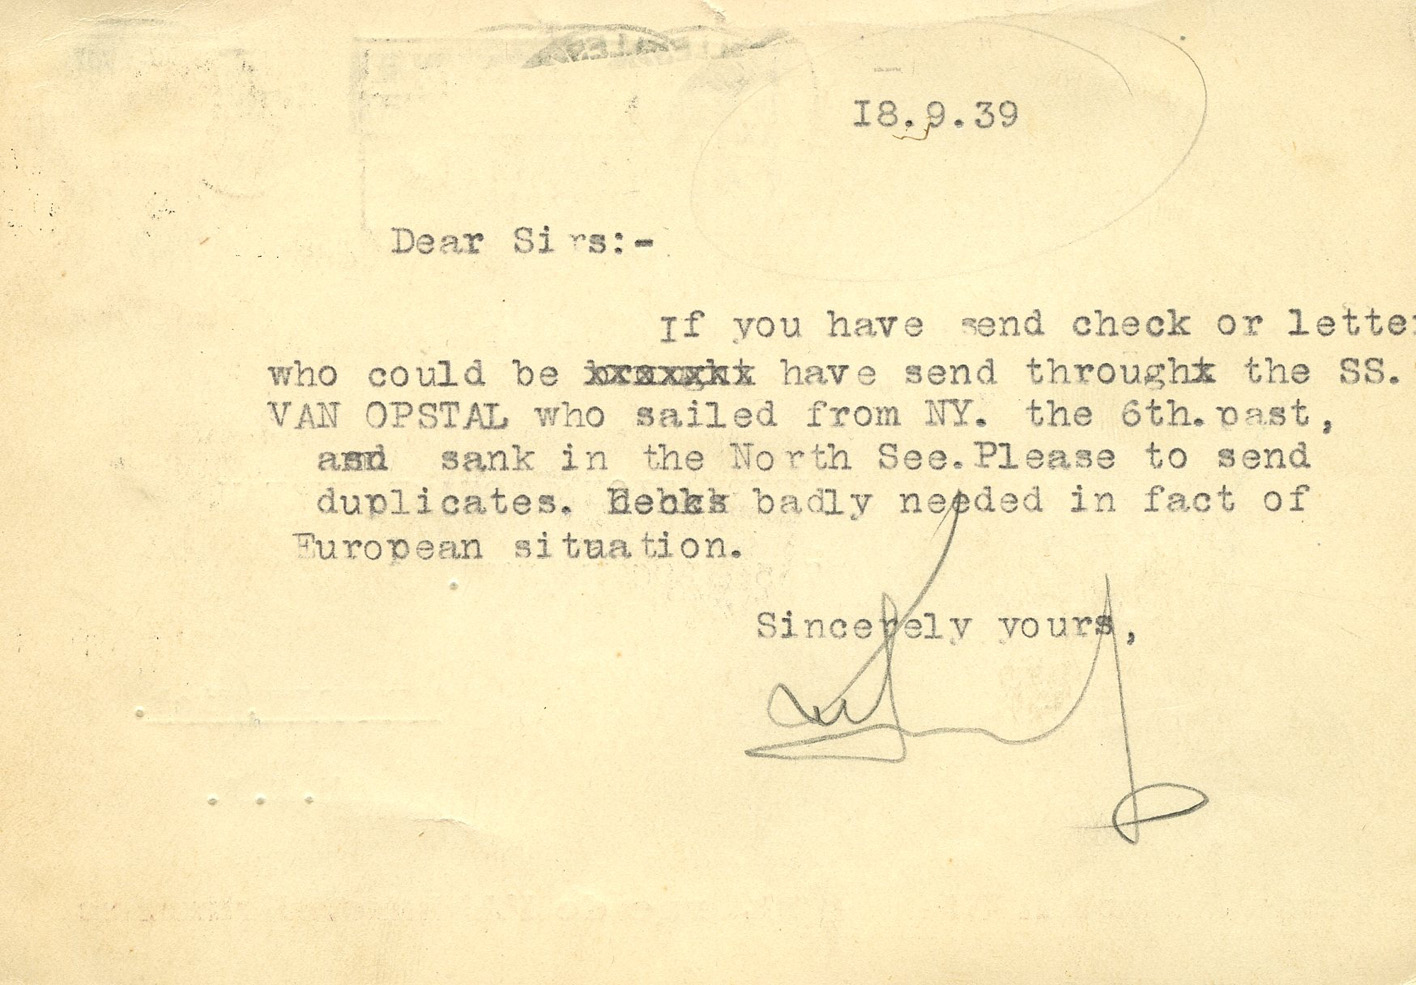 I8.9.39
Dear Sirs:-
If you have send check or letter
who could be have send through the SS.
VAN OPSTAL who sailed from NY. the 6th.past,
and sank in the North See.Please to send
duplicates. badly needed in fact of
European situation.
Sincerely yours,